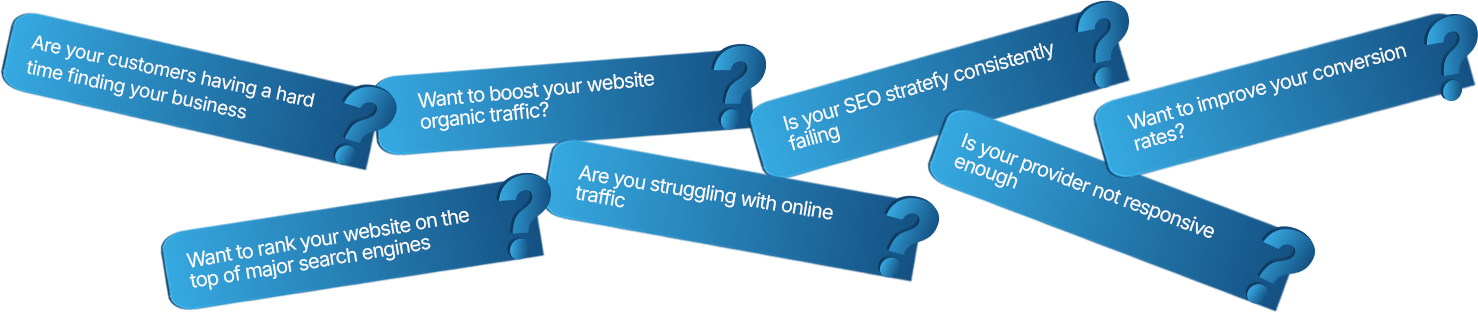 Are your customers having a hard
time finding your business
Want to boost your website
organic traffic?
Is your SEO stratefy consistently
failing
Want to improve your conversion
rates?
Want to rank your website on the
top of major search engines
Are you struggling with online
traffic
Is your provider not responsive
enough